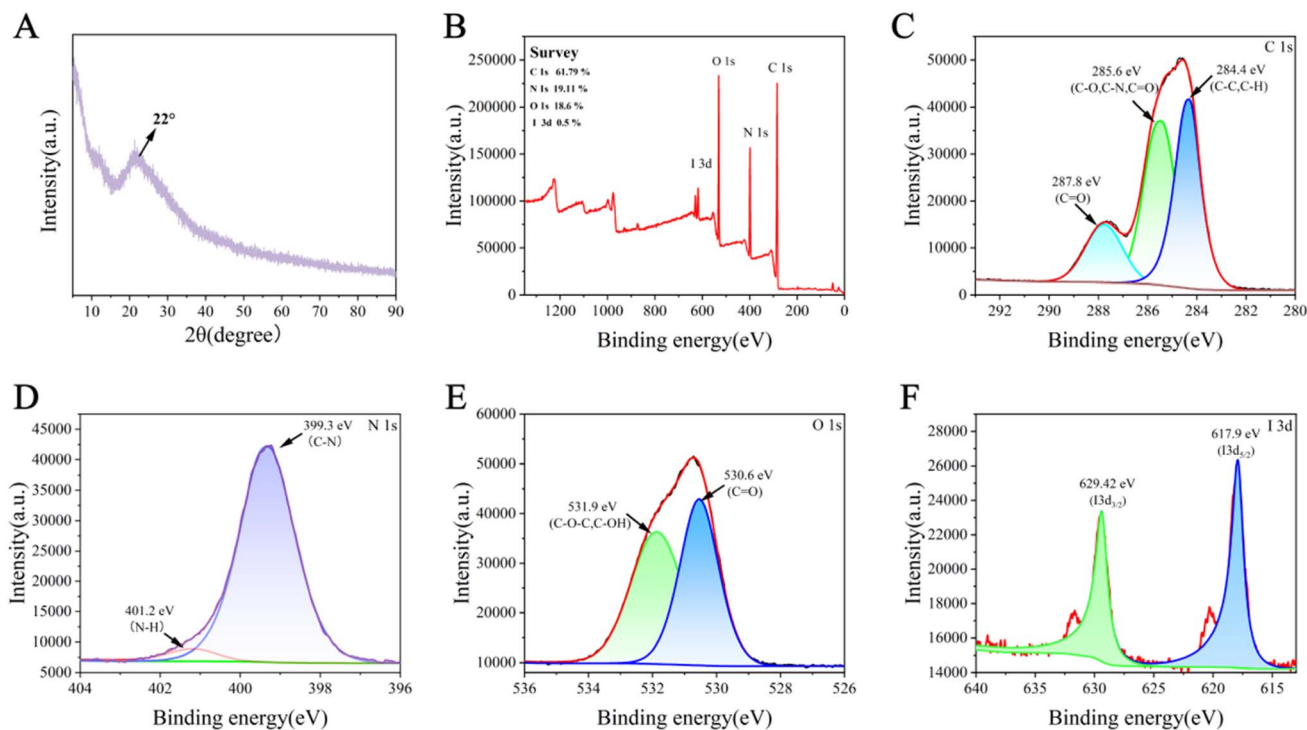 A
Intensity(a.u.)
22°
10 20 30 40 50 60 70 80 90
2θ(degree)
B
Intensity(a.u.)
250000
200000
150000
100000
50000
0
Survey
C 1s 61.79 %
N 1s 19.11 %
O 1s 18.6 %
I 3d 0.5 %
I 3d
O 1s
N 1s
C 1s
1200 1000 800 600 400 200 0
Binding energy(eV)
C
C 1s
Intensity(a.u.)
50000
40000
30000
20000
10000
0
285.6 eV
(C-O,C-N,C=O)
284.4 eV
(C-C,C-H)
287.8 eV
(C=O)
292 290 288 286 284 282 280
Binding energy(eV)
D
N 1s
Intensity(a.u.)
45000
40000
35000
30000
25000
20000
15000
10000
5000
399.3 eV
(C-N)
401.2 eV
(N-H)
404 402 400 398 396
Binding energy(eV)
E
O 1s
Intensity(a.u.)
60000
50000
40000
30000
20000
10000
531.9 eV
(C-O-C,C-OH)
530.6 eV
(C=O)
536 534 532 530 528 526
Binding energy(eV)
F
I 3d
Intensity(a.u.)
28000
26000
24000
22000
20000
18000
16000
14000
617.9 eV
(I3d5/2)
629.42 eV
(I3d3/2)
640 635 630 625 620 615
Binding energy(eV)